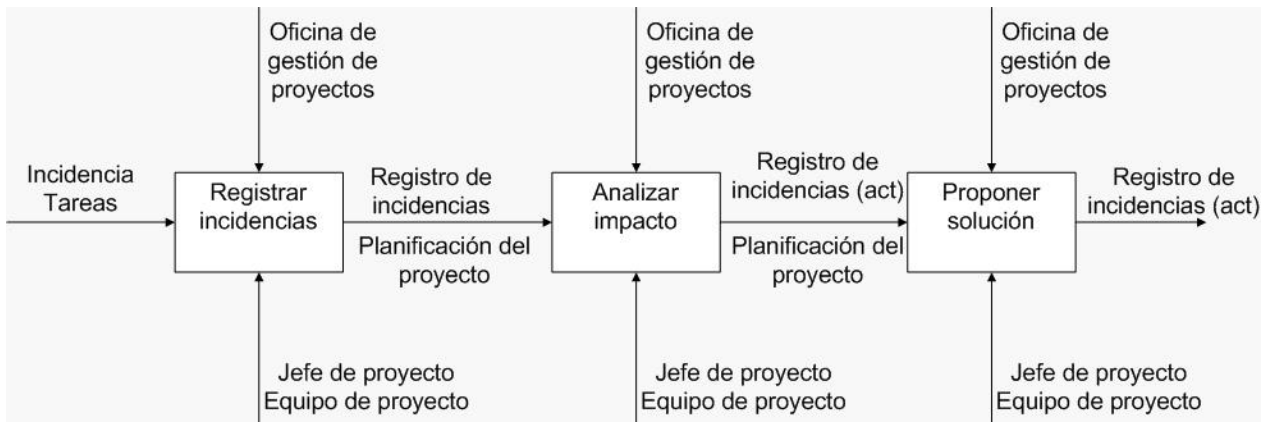 Oficina de
gestión de
proyectos
Oficina de
gestión de
proyectos
Oficina de
gestión de
proyectos
Incidencia
Tareas
Registrar
incidencias
Registro de
incidencias
Planificación del
proyecto
Analizar
impacto
Registro de
incidencias (act)
Planificación del
proyecto
Proponer
solución
Registro de
incidencias (act)
Jefe de proyecto
Equipo de proyecto
Jefe de proyecto
Equipo de proyecto
Jefe de proyecto
Equipo de proyecto